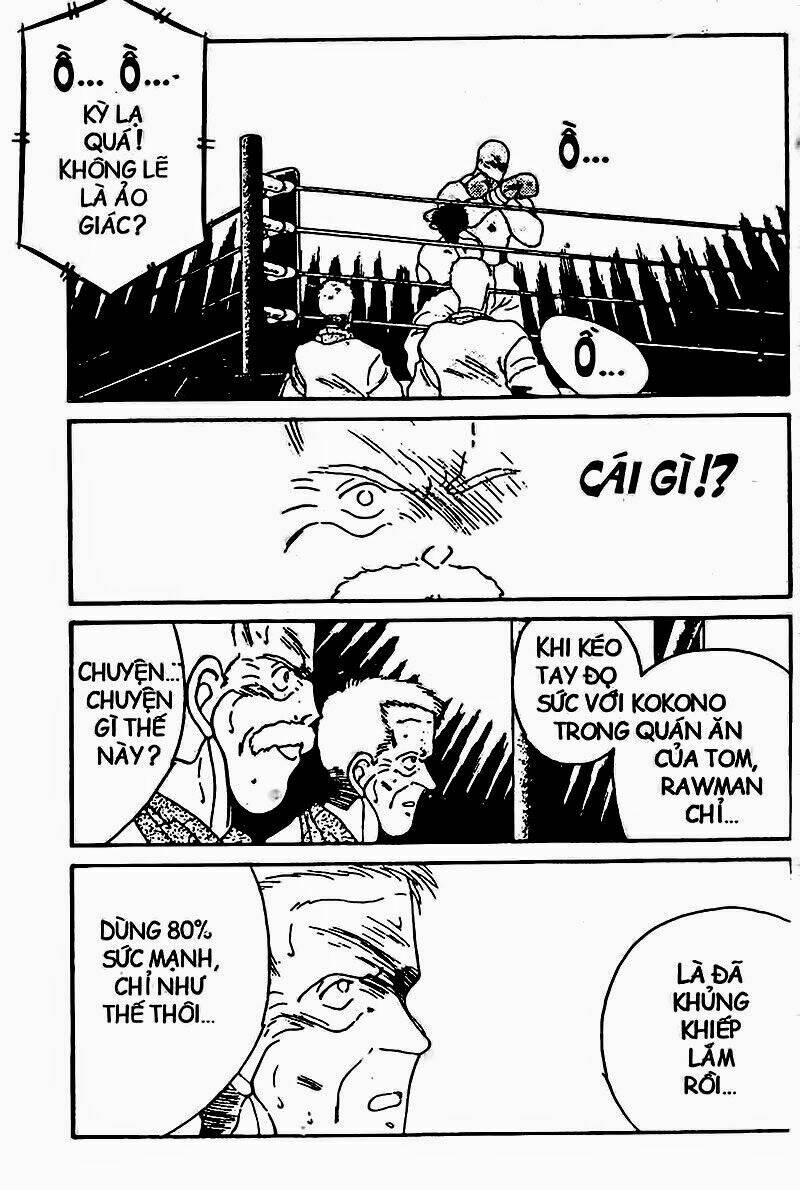 Ồ... Ồ...
KỲ LẠ
QUÁ!
KHÔNG LẼ
LÀ ẢO
GIÁC?
Ồ...
Ồ...
CÁI GÌ!?
CHUYỆN...
CHUYỆN
GÌ THẾ
NÀY?
KHI KÉO
TAY ĐỌ
SỨC VỚI KOKONO
TRONG QUÁN ĂN
CỦA TOM,
RAWMAN
CHỈ...
DÙNG 80%
SỨC MẠNH,
CHỈ NHƯ
THẾ THÔI...
LÀ ĐÃ
KHỦNG
KHIẾP
LẮM
RỒI...